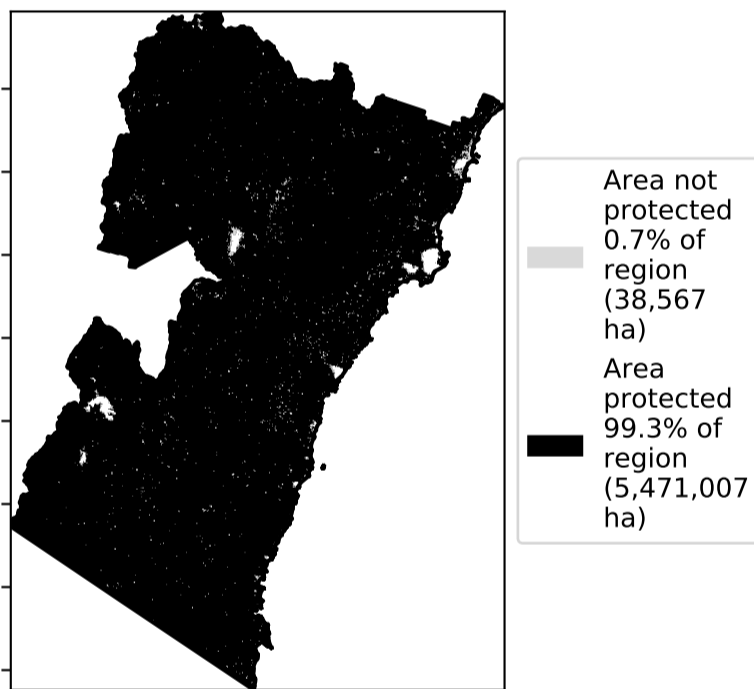 Area not
protected
0.7% of
region
(38,567
ha)
Area
protected
99.3% of
region
(5,471,007
ha)